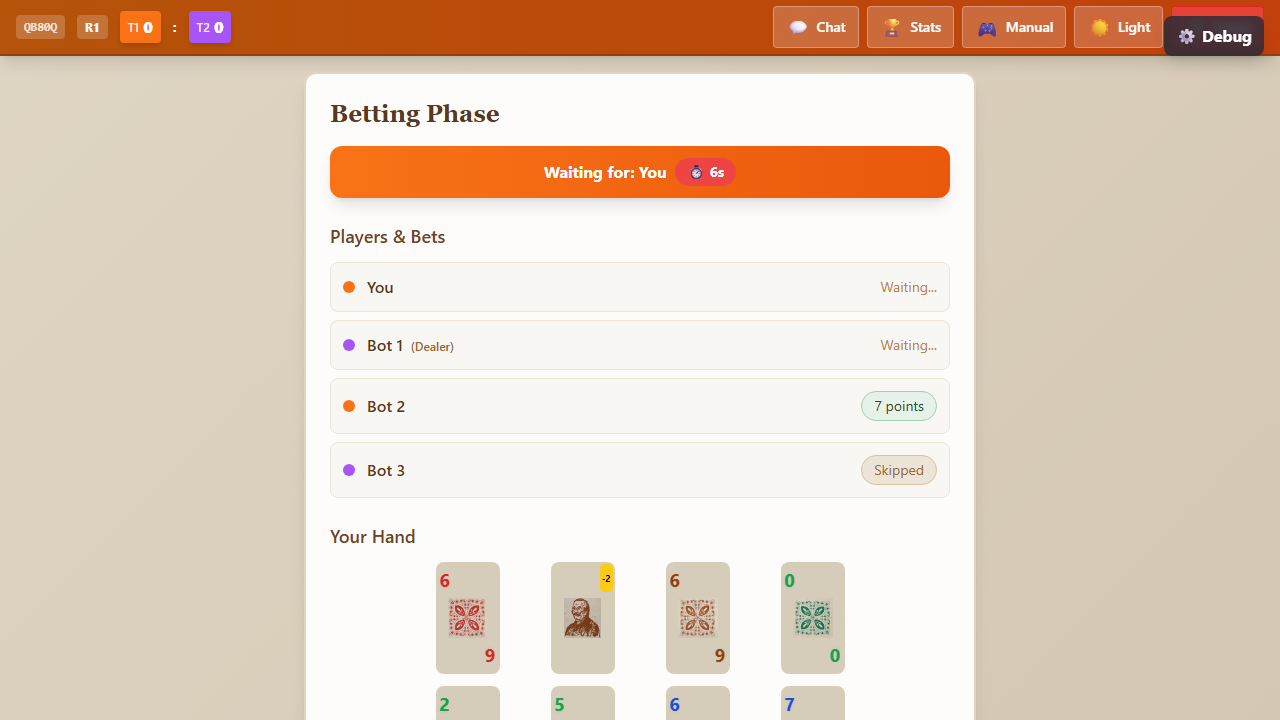 QB80Q R1 T1 0 : T2 0 Chat Stats Manual Light Debug
Betting Phase
Waiting for: You 6s
Players & Bets
You Waiting...
Bot 1 (Dealer) Waiting...
Bot 2 7 points
Bot 3 Skipped
Your Hand
6 -2 6 0
6 6 0
2 5 6 7